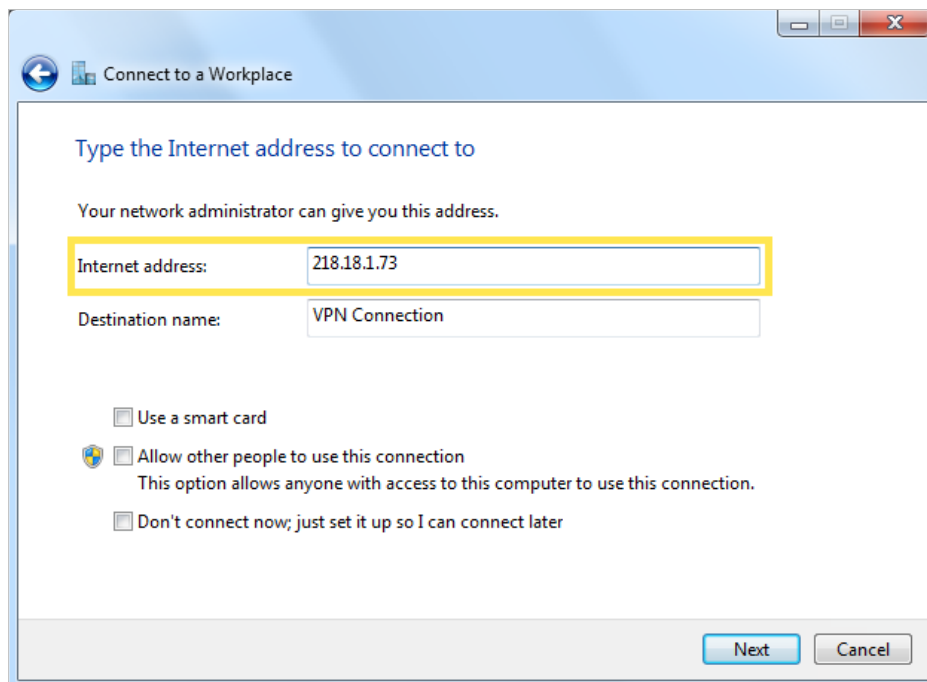 Connect to a Workplace
Type the Internet address to connect to
Your network administrator can give you this address.
Internet address: 218.18.1.73
Destination name: VPN Connection
Use a smart card
Allow other people to use this connection
This option allows anyone with access to this computer to use this connection.
Don't connect now; just set it up so I can connect later
Next Cancel